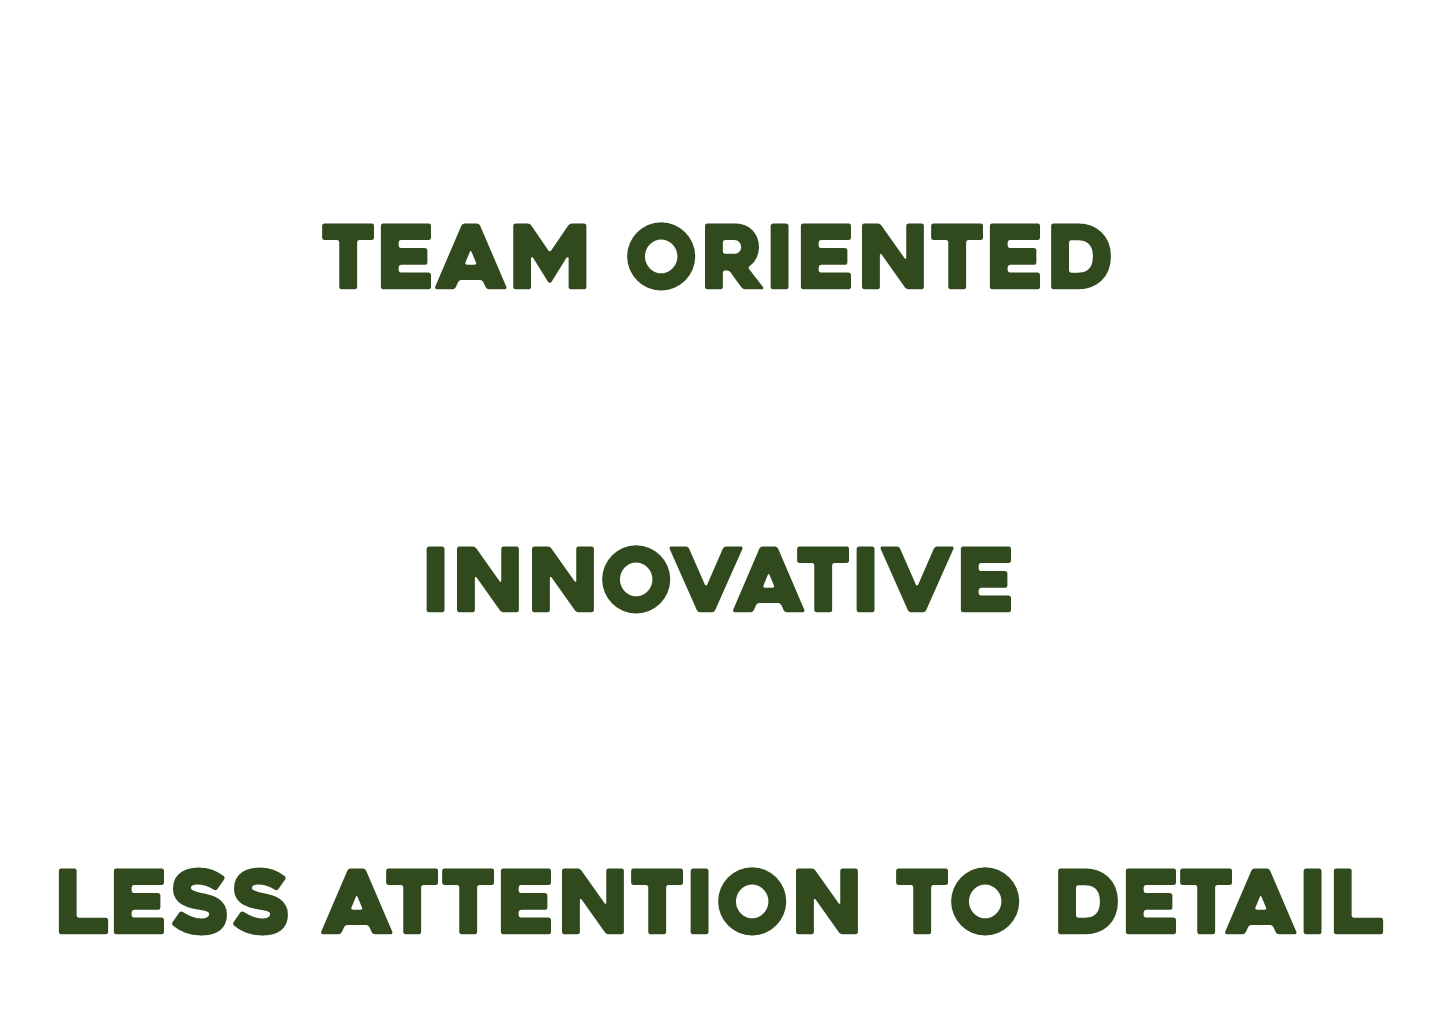 TEAM ORIENTED
INNOVATIVE
LESS ATTENTION TO DETAIL